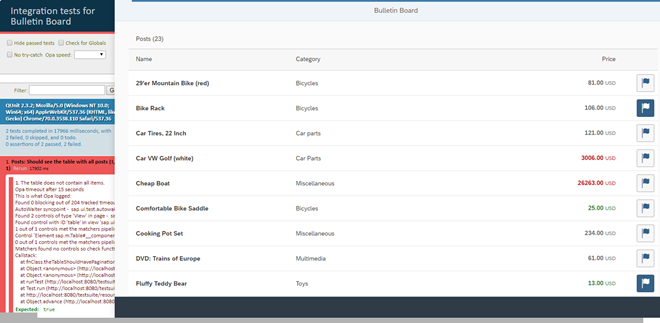 Integration tests for
Bulletin Board
Hide passed tests Check for Globals
No try-catch Opa speed:
Filter:
QUnit 2.3.2; Mozilla/5.0 (Windows NT 10.0;
Win64; x64) AppleWebKit/537.36 (KHTML, like
Gecko) Chrome/70.0.3538.110 Safari/537.36
2 tests completed in 17966 milliseconds, with
2 failed, 0 skipped, and 0 todo.
0 assertions of 2 passed, 2 failed.
1. Posts: Should see the table with all posts (1,
1) Rerun 17902 ms
1. The table does not contain all items.
Opa timeout after 15 seconds
This is what Opa logged:
Found 0 blocking out of 204 tracked timeou
AutoWaiter syncpoint - sap.ui.test.autowait
Found 2 controls of type 'View' in page - sa
Found control with ID 'table' in view 'sap.ui
1 out of 1 controls met the matchers pipelin
Control 'Element sap.m.Table#__componen
0 out of 1 controls met the matchers pipelin
Matchers found no controls so check functi
Callstack:
at fnClass.theTableShouldHavePagination
at Object.<anonymous> (http://localhost
at Object.<anonymous> (http://localhost
at runTest (http://localhost:8080/testsuit
at Test.run (http://localhost:8080/testsui
at http://localhost:8080/testsuite/resour
at Object.advance (http://localhost:8080
Expected: true
Bulletin Board
Posts (23)
Name Category Price
29'er Mountain Bike (red) Bicycles 81.00 USD
Bike Rack Bicycles 106.00 USD
Car Tires, 22 Inch Car parts 121.00 USD
Car VW Golf (white) Car Parts 3006.00 USD
Cheap Boat Miscellaneous 26263.00 USD
Comfortable Bike Saddle Bicycles 25.00 USD
Cooking Pot Set Miscellaneous 234.00 USD
DVD: Trains of Europe Multimedia 61.00 USD
Fluffy Teddy Bear Toys 13.00 USD